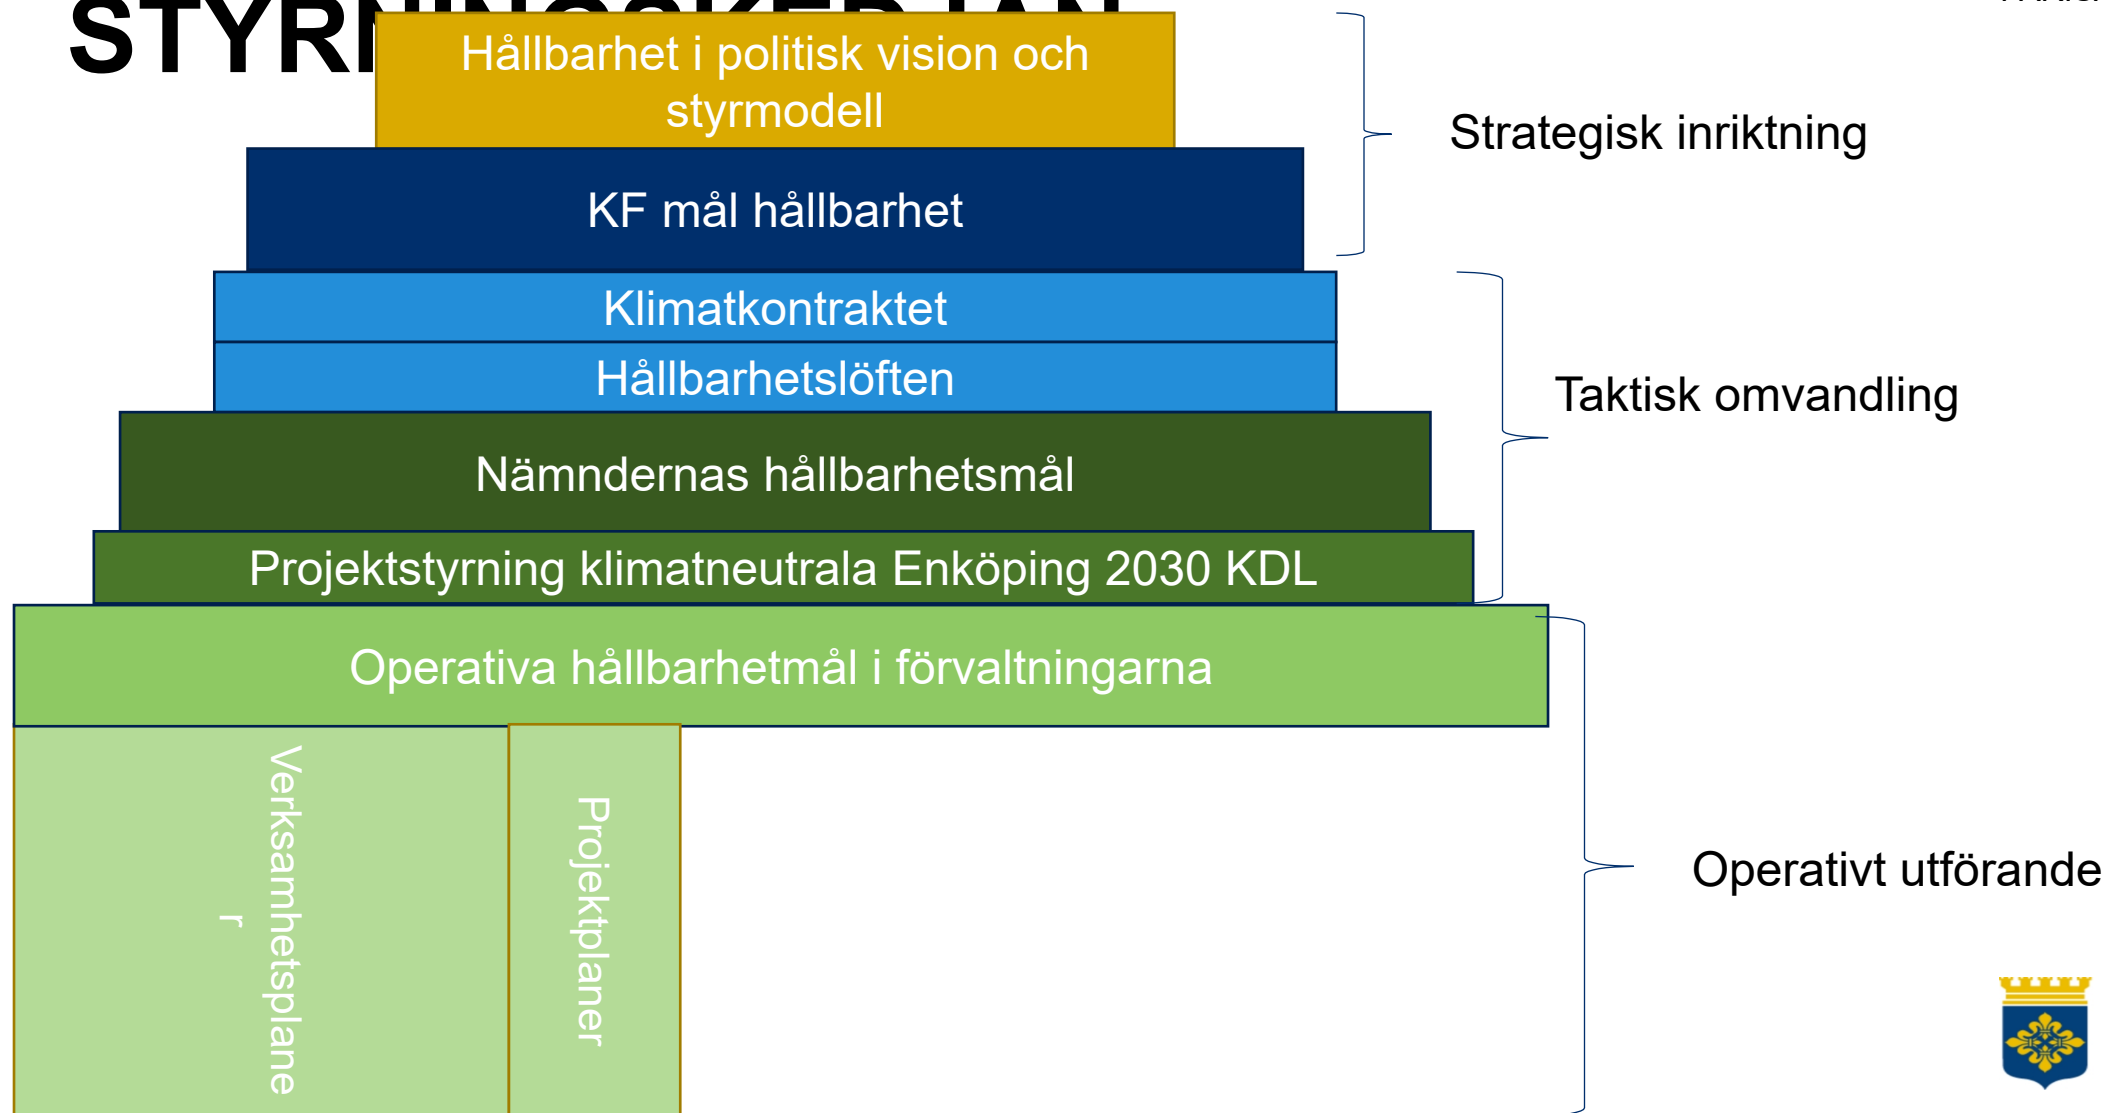 STYRNINGSKEDJAN
Hållbarhet i politisk vision och
styrmodell
Strategisk inriktning
KF mål hållbarhet
Klimatkontraktet
Hållbarhetslöften
Taktisk omvandling
Nämndernas hållbarhetsmål
Projektstyrning klimatneutrala Enköping 2030 KDL
Operativa hållbarhetmål i förvaltningarna
Verksamhetsplane
r
Projektplaner
Operativt utförande